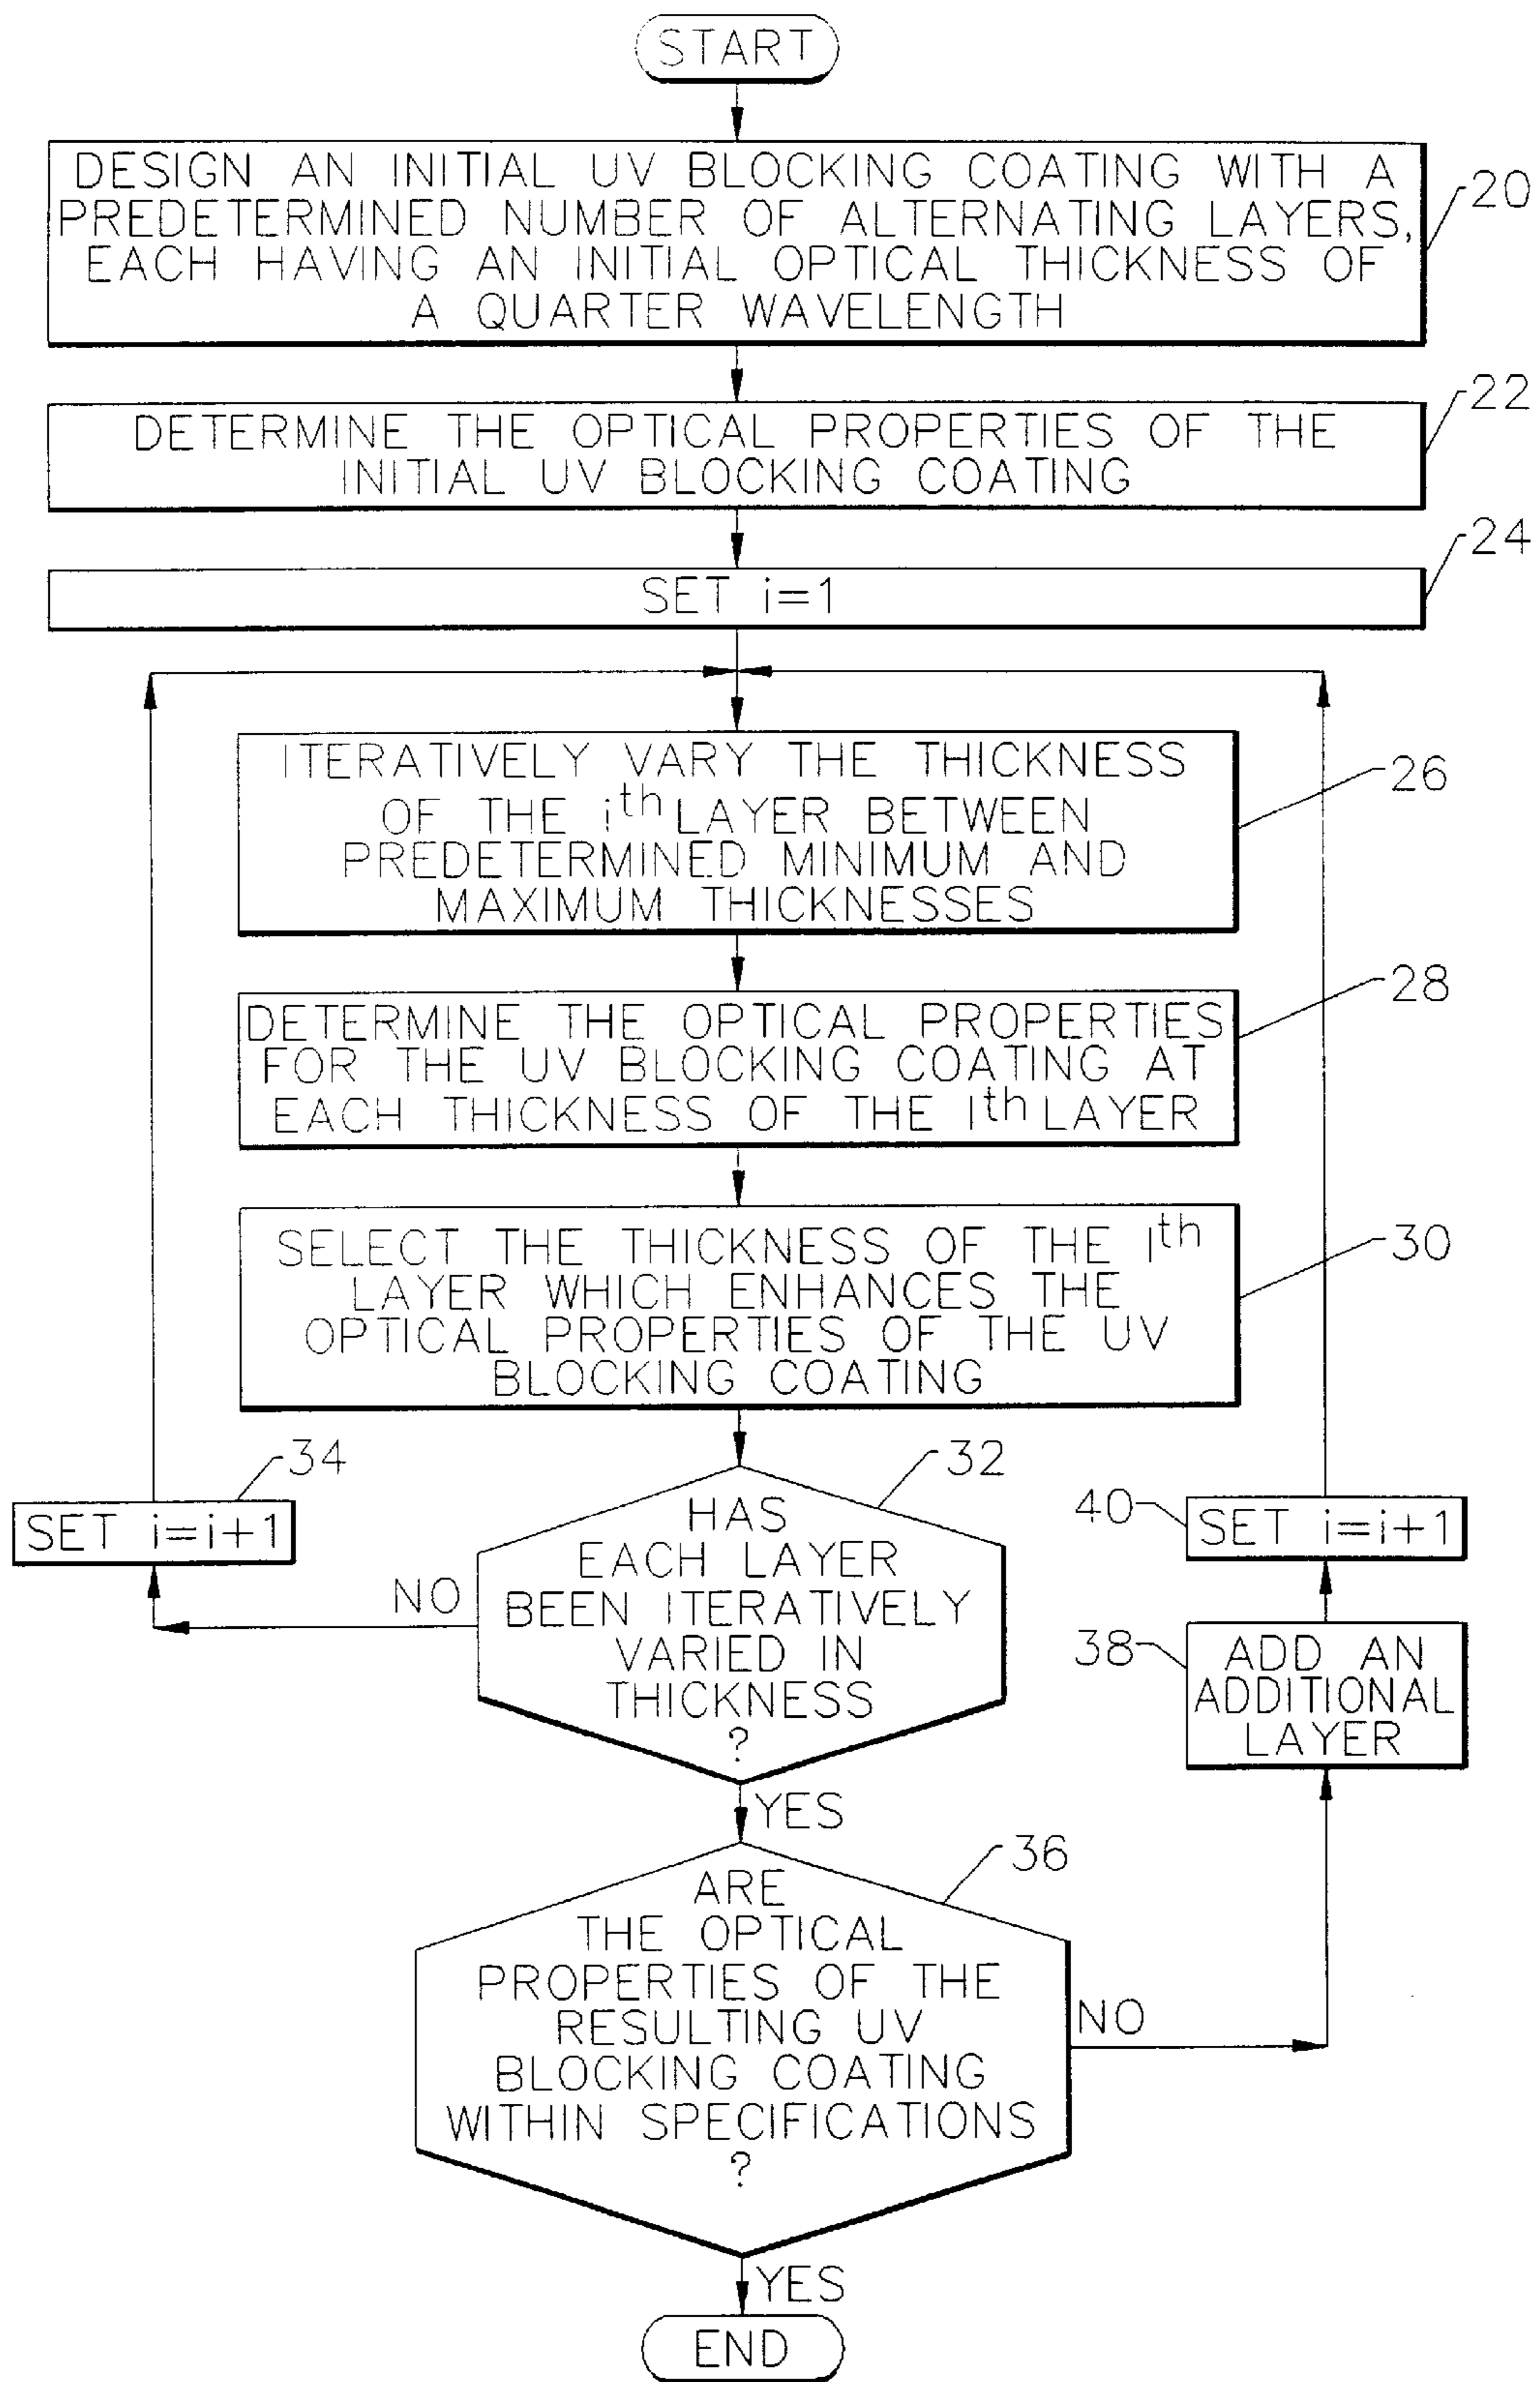 START
DESIGN AN INITIAL UV BLOCKING COATING WITH A
PREDETERMINED NUMBER OF ALTERNATING LAYERS,
EACH HAVING AN INITIAL OPTICAL THICKNESS OF
A QUARTER WAVELENGTH
20
DETERMINE THE OPTICAL PROPERTIES OF THE
INITIAL UV BLOCKING COATING
22
SET i=1
24
ITERATIVELY VARY THE THICKNESS
OF THE ith LAYER BETWEEN
PREDETERMINED MINIMUM AND
MAXIMUM THICKNESSES
26
DETERMINE THE OPTICAL PROPERTIES
FOR THE UV BLOCKING COATING AT
EACH THICKNESS OF THE ith LAYER
28
SELECT THE THICKNESS OF THE ith
LAYER WHICH ENHANCES THE
OPTICAL PROPERTIES OF THE UV
BLOCKING COATING
30
34
SET i=i+1
32
HAS
EACH LAYER
BEEN ITERATIVELY
VARIED IN
THICKNESS
?
NO
40
SET i=i+1
38
ADD AN
ADDITIONAL
LAYER
YES
36
ARE
THE OPTICAL
PROPERTIES OF THE
RESULTING UV
BLOCKING COATING
WITHIN SPECIFICATIONS
?
NO
YES
END